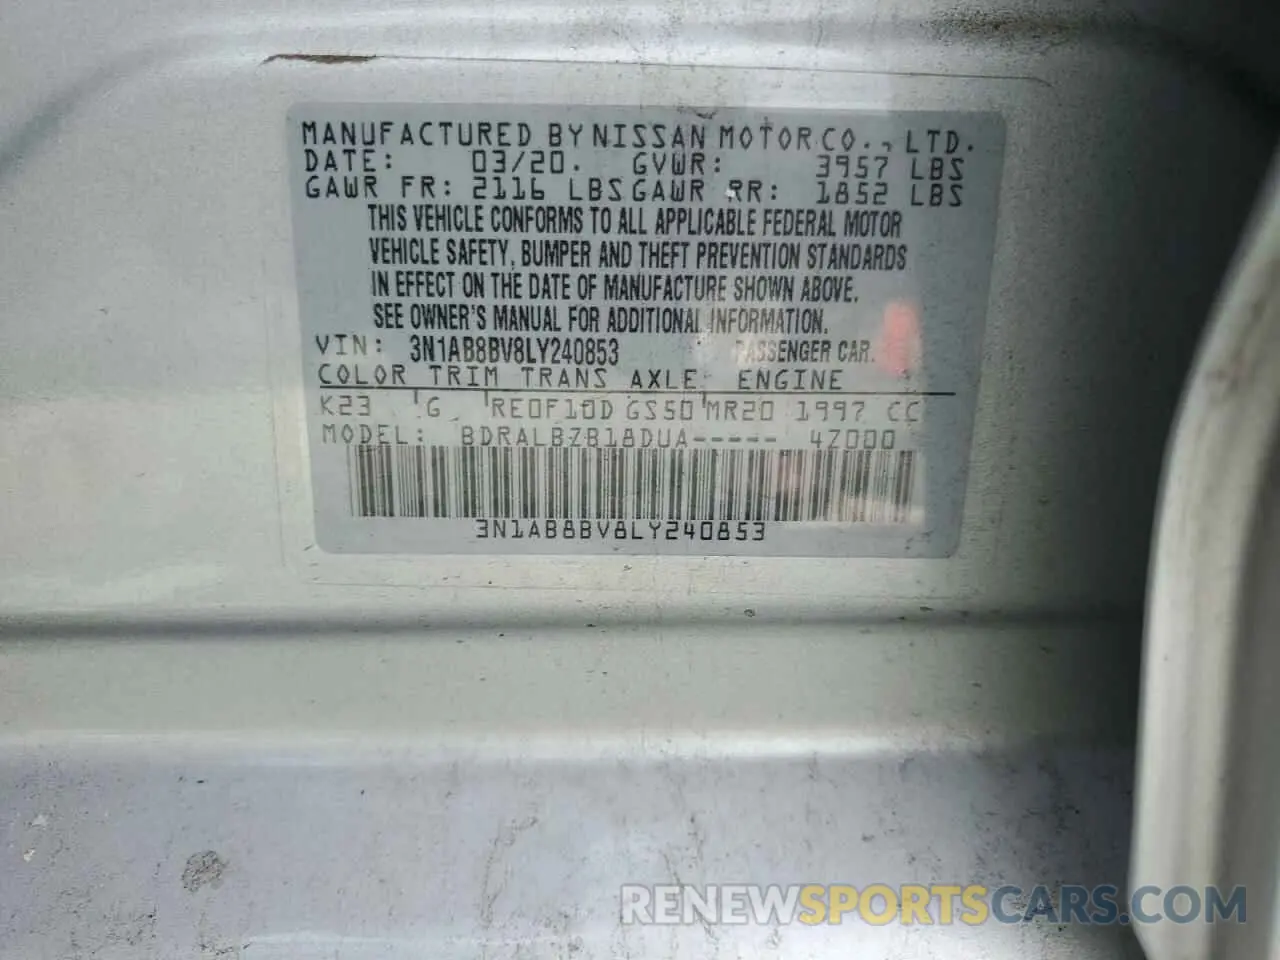 MANUFACTURED BY NISSAN MOTOR CO., LTD.
DATE: 03/20. GVWR: 3957 LBS
GAWR FR: 2116 LBS GAWR RR: 1852 LBS
THIS VEHICLE CONFORMS TO ALL APPLICABLE FEDERAL MOTOR
VEHICLE SAFETY, BUMPER AND THEFT PREVENTION STANDARDS
IN EFFECT ON THE DATE OF MANUFACTURE SHOWN ABOVE.
SEE OWNER'S MANUAL FOR ADDITIONAL INFORMATION.
VIN: 3N1AB8BV8LY240853 PASSENGER CAR.
COLOR TRIM TRANS AXLE ENGINE
K23 G RE0F10D GS50 MR20 1997 CC
MODEL: BDRALBZB18DUA----- 4Z000
3N1AB8BV8LY240853
RENEWSPORTSCARS.COM